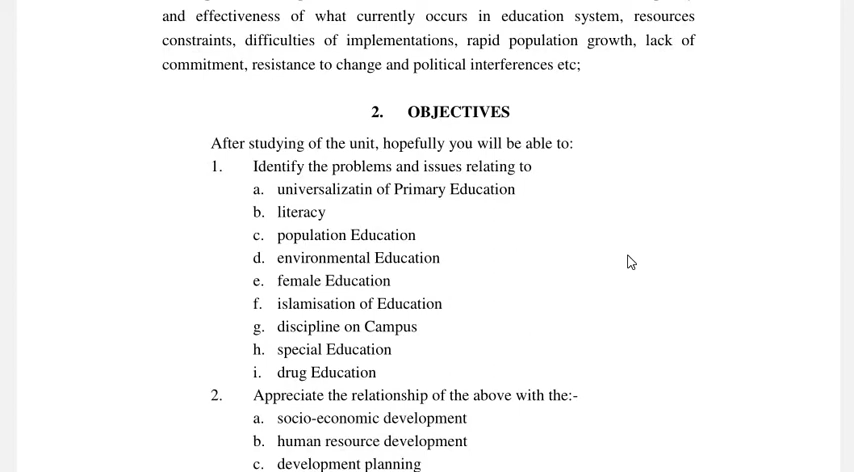 and effectiveness of what currently occurs in education system, resources
constraints, difficulties of implementations, rapid population growth, lack of
commitment, resistance to change and political interferences etc;
2. OBJECTIVES
After studying of the unit, hopefully you will be able to:
1. Identify the problems and issues relating to
a. universalizatin of Primary Education
b. literacy
c. population Education
d. environmental Education
e. female Education
f. islamisation of Education
g. discipline on Campus
h. special Education
i. drug Education
2. Appreciate the relationship of the above with the:-
a. socio-economic development
b. human resource development
c. development planning